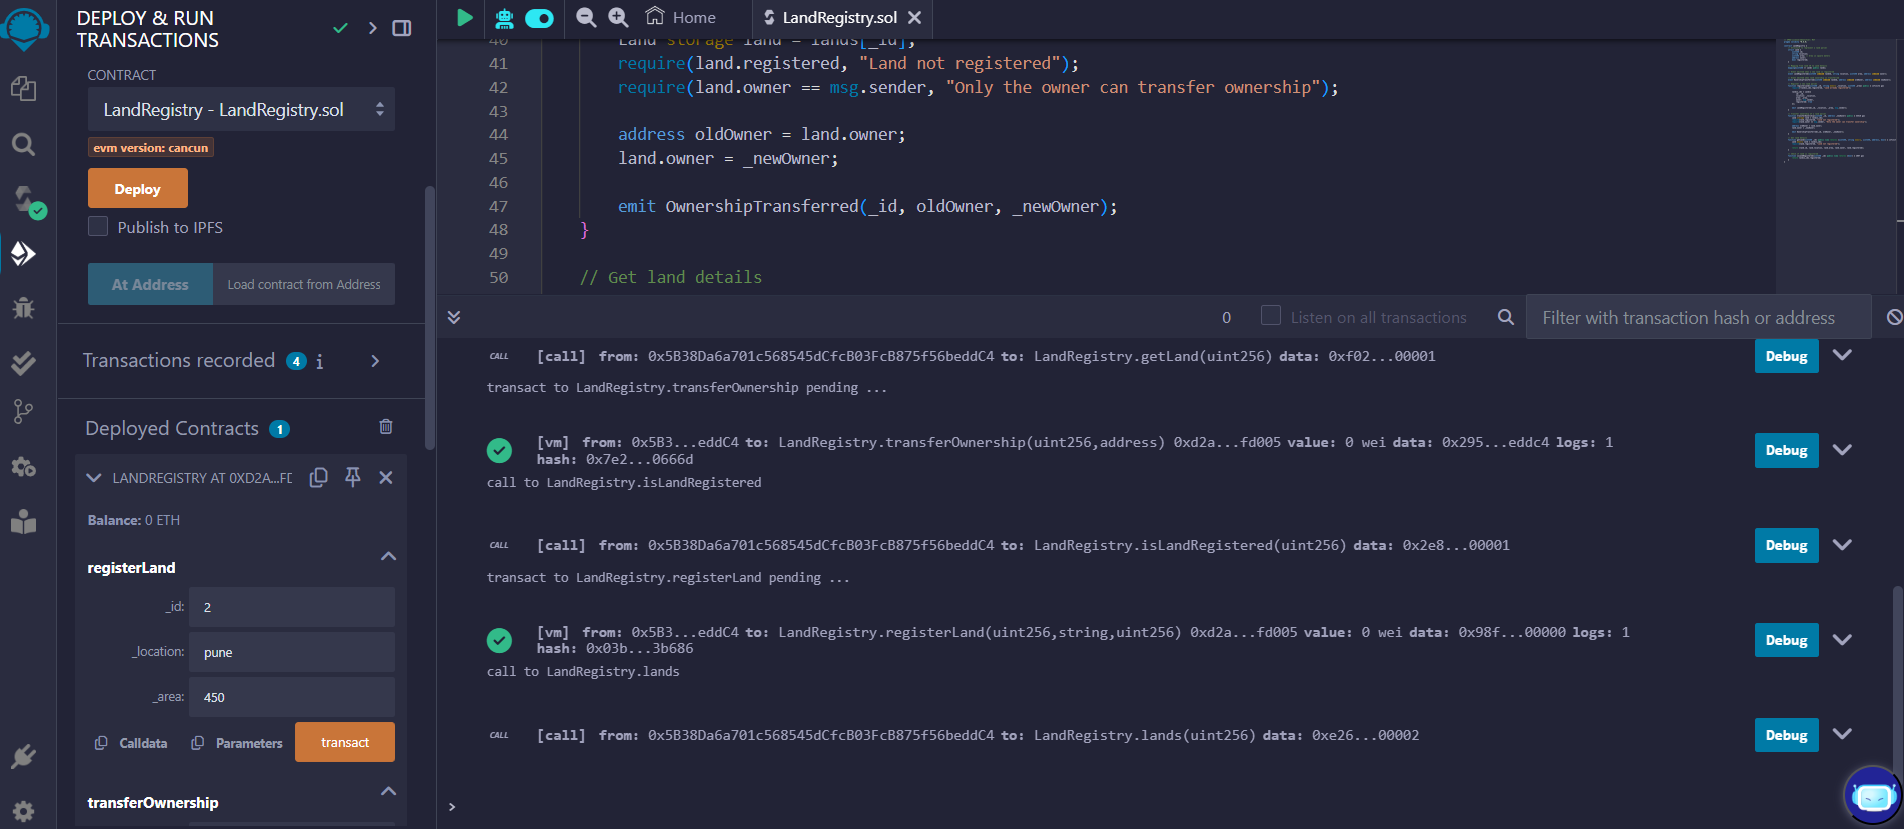 DEPLOY & RUN
TRANSACTIONS
CONTRACT
LandRegistry - LandRegistry.sol
evm version: cancun
Deploy
Publish to IPFS
At Address
Load contract from Address
Transactions recorded 4 i
Deployed Contracts 1
LANDREGISTRY AT 0XD2A...FD
Balance: 0 ETH
registerLand
_id: 2
_location: pune
_area: 450
Calldata Parameters transact
transferOwnership
Home
LandRegistry.sol
40 Land storage land = lands[_id];
41 require(land.registered, "Land not registered");
42 require(land.owner == msg.sender, "Only the owner can transfer ownership");
43
44 address oldOwner = land.owner;
45 land.owner = _newOwner;
46
47 emit OwnershipTransferred(_id, oldOwner, _newOwner);
48 }
49
50 // Get land details
0 Listen on all transactions Filter with transaction hash or address
CALL [call] from: 0x5B38Da6a701c568545dCfcB03FcB875f56beddC4 to: LandRegistry.getLand(uint256) data: 0xf02...00001 Debug
transact to LandRegistry.transferOwnership pending ...
[vm] from: 0x5B3...eddC4 to: LandRegistry.transferOwnership(uint256,address) 0xd2a...fd005 value: 0 wei data: 0x295...eddc4 logs: 1 Debug
hash: 0x7e2...0666d
call to LandRegistry.isLandRegistered
CALL [call] from: 0x5B38Da6a701c568545dCfcB03FcB875f56beddC4 to: LandRegistry.isLandRegistered(uint256) data: 0x2e8...00001 Debug
transact to LandRegistry.registerLand pending ...
[vm] from: 0x5B3...eddC4 to: LandRegistry.registerLand(uint256,string,uint256) 0xd2a...fd005 value: 0 wei data: 0x98f...00000 logs: 1 Debug
hash: 0x03b...3b686
call to LandRegistry.lands
CALL [call] from: 0x5B38Da6a701c568545dCfcB03FcB875f56beddC4 to: LandRegistry.lands(uint256) data: 0xe26...00002 Debug
>